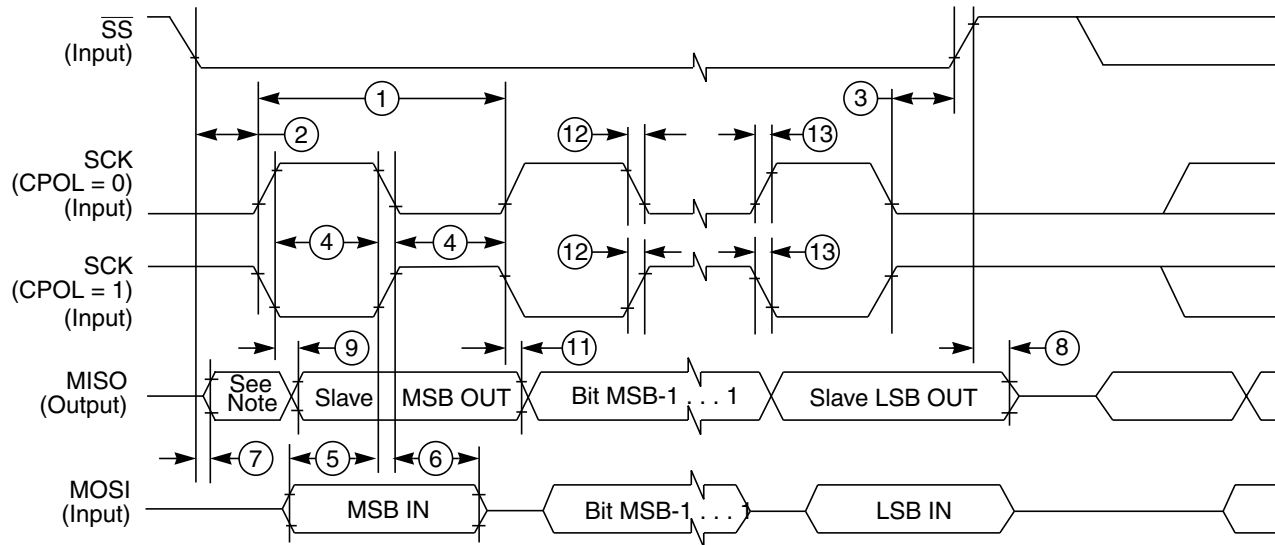 SS
(Input)
1
3
2
12
13
SCK
(CPOL = 0)
(Input)
4
4
12
13
SCK
(CPOL = 1)
(Input)
9
11
8
MISO
(Output)
See
Note
Slave
MSB OUT
Bit MSB-1 . . . 1
Slave LSB OUT
7
5
6
MOSI
(Input)
MSB IN
Bit MSB-1 . . . 1
LSB IN